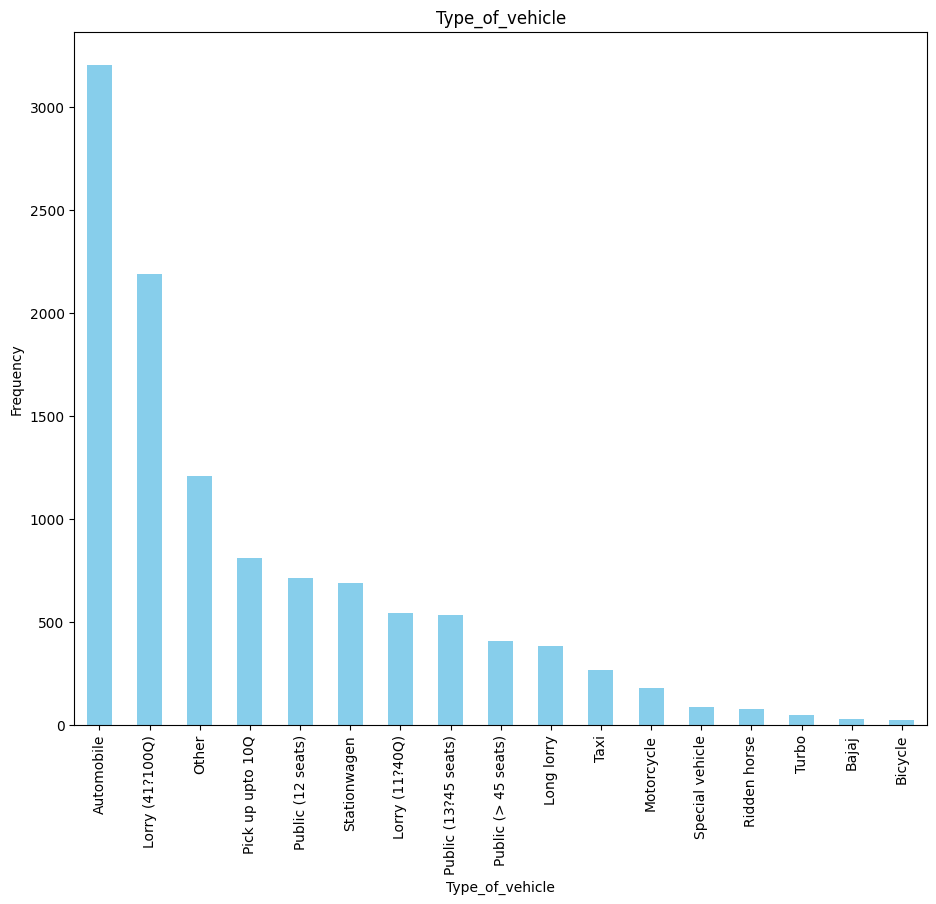 Type_of_vehicle
Frequency
3000
2500
2000
1500
1000
500
0
Automobile
Lorry (41?100Q)
Other
Pick up upto 10Q
Public (12 seats)
Stationwagen
Lorry (11?40Q)
Public (13?45 seats)
Public (> 45 seats)
Long lorry
Taxi
Motorcycle
Special vehicle
Ridden horse
Turbo
Bajaj
Bicycle
Type_of_vehicle